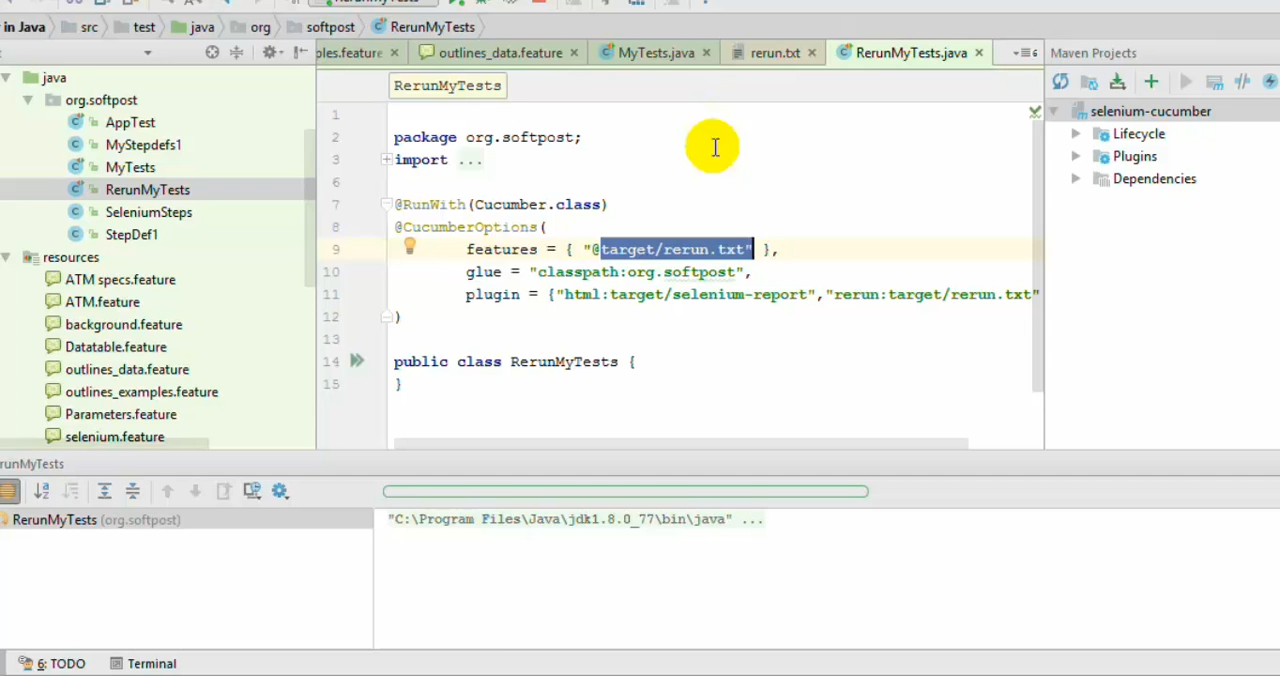 in Java src test java org softpost RerunMyTests
ples.feature outlines_data.feature MyTests.java rerun.txt RerunMyTests.java 6 Maven Projects
java
org.softpost
AppTest
MyStepdefs1
MyTests
RerunMyTests
SeleniumSteps
StepDef1
resources
ATM specs.feature
ATM.feature
background.feature
Datatable.feature
outlines_data.feature
outlines_examples.feature
Parameters.feature
selenium.feature
RerunMyTests
1
2 package org.softpost;
3 import ...
6
7 @RunWith(Cucumber.class)
8 @CucumberOptions(
9 features = { "@target/rerun.txt" },
10 glue = "classpath:org.softpost",
11 plugin = {"html:target/selenium-report","rerun:target/rerun.txt"
12 )
13
14 public class RerunMyTests {
15 }
selenium-cucumber
Lifecycle
Plugins
Dependencies
runMyTests
RerunMyTests (org.softpost)
"C:\Program Files\Java\jdk1.8.0_77\bin\java" ...
6: TODO Terminal